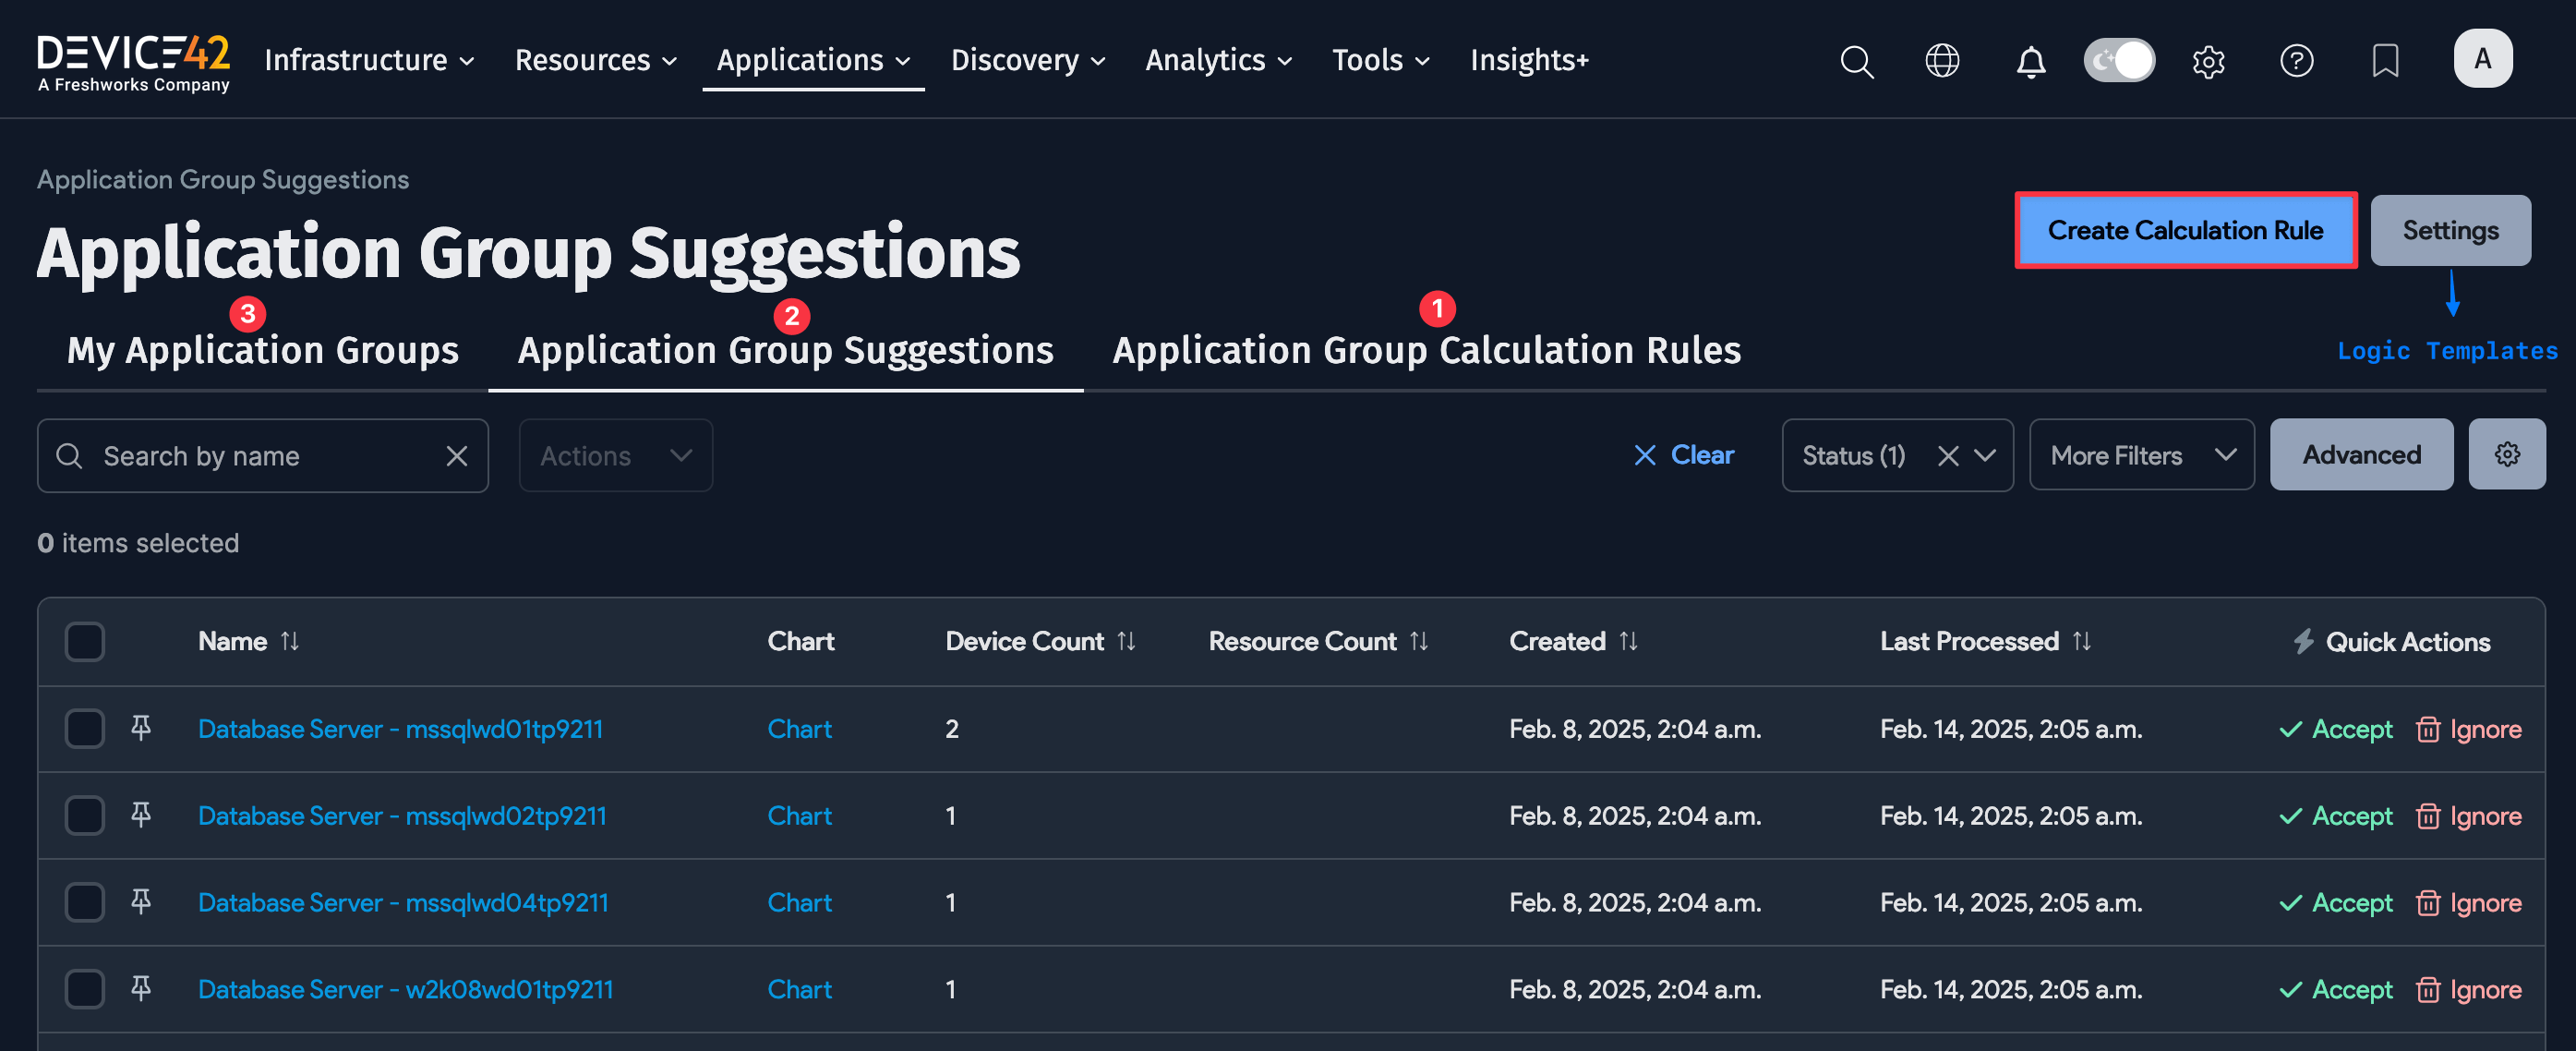 DEVICE42
A Freshworks Company
Infrastructure Resources Applications Discovery Analytics Tools Insights+
A
Application Group Suggestions
Application Group Suggestions
Create Calculation Rule Settings
3 2 1
My Application Groups Application Group Suggestions Application Group Calculation Rules
Logic Templates
Search by name Actions Clear Status (1) More Filters Advanced
0 items selected
Name Chart Device Count Resource Count Created Last Processed Quick Actions
Database Server - mssqlwd01tp9211 Chart 2 Feb. 8, 2025, 2:04 a.m. Feb. 14, 2025, 2:05 a.m. Accept Ignore
Database Server - mssqlwd02tp9211 Chart 1 Feb. 8, 2025, 2:04 a.m. Feb. 14, 2025, 2:05 a.m. Accept Ignore
Database Server - mssqlwd04tp9211 Chart 1 Feb. 8, 2025, 2:04 a.m. Feb. 14, 2025, 2:05 a.m. Accept Ignore
Database Server - w2k08wd01tp9211 Chart 1 Feb. 8, 2025, 2:04 a.m. Feb. 14, 2025, 2:05 a.m. Accept Ignore